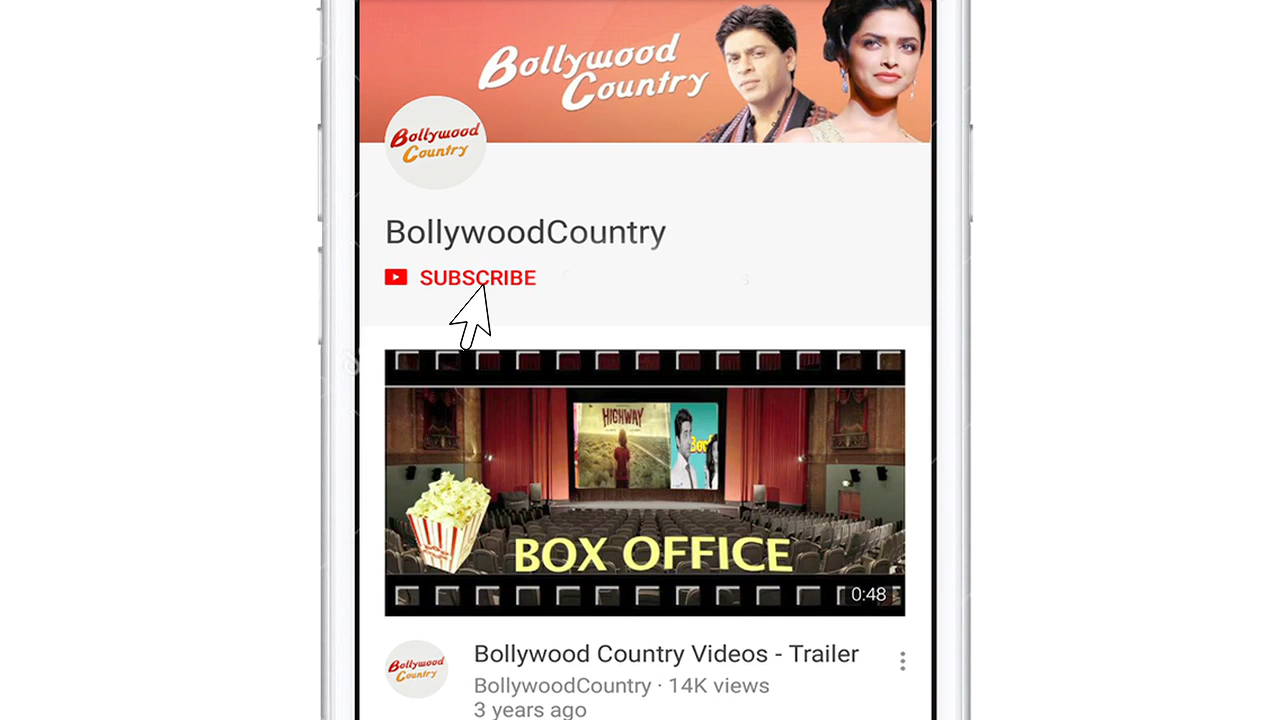 Bollywood
Country
Bollywood
Country
BollywoodCountry
SUBSCRIBE
HIGHWAY
BOX OFFICE
0:48
Bollywood Country Videos - Trailer
Bollywood
Country
BollywoodCountry · 14K views
3 years ago